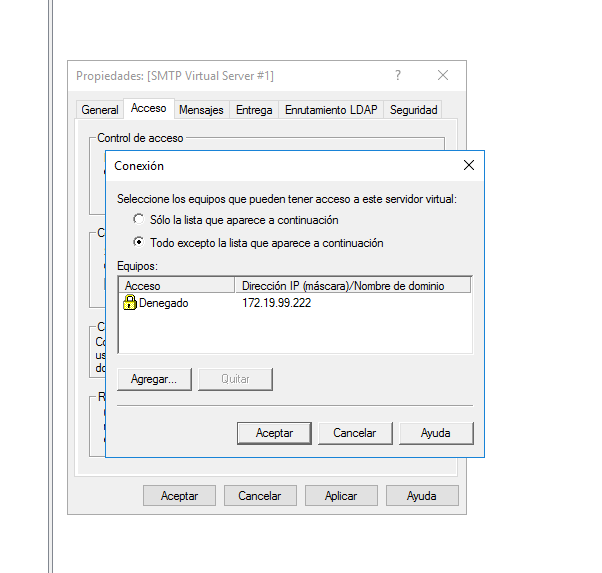 Propiedades: [SMTP Virtual Server #1]
General Acceso Mensajes Entrega Enrutamiento LDAP Seguridad
Control de acceso
Conexión
Seleccione los equipos que pueden tener acceso a este servidor virtual:
Sólo la lista que aparece a continuación
Todo excepto la lista que aparece a continuación
Equipos:
Acceso Dirección IP (máscara)/Nombre de dominio
Denegado 172.19.99.222
Agregar... Quitar
Aceptar Cancelar Ayuda
Aceptar Cancelar Aplicar Ayuda